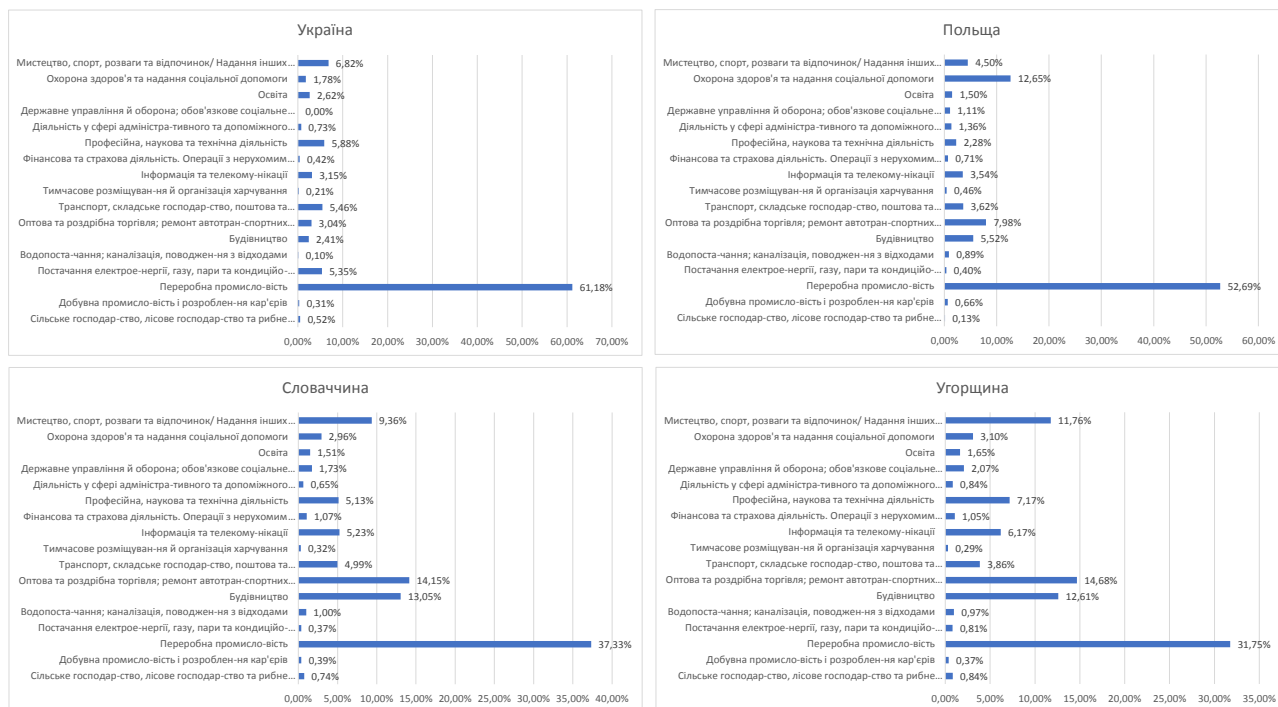 Україна
Мистецтво, спорт, розваги та відпочинок/ Надання інших… 6,82%
Охорона здоров'я та надання соціальної допомоги 1,78%
Освіта 2,62%
Державне управління й оборона; обов'язкове соціальне… 0,00%
Діяльність у сфері адміністра-тивного та допоміжного… 0,73%
Професійна, наукова та технічна діяльність 5,88%
Фінансова та страхова діяльність. Операції з нерухомим… 0,42%
Інформація та телекому-нікації 3,15%
Тимчасове розміщуван-ня й організація харчування 0,21%
Транспорт, складське господар-ство, поштова та… 5,46%
Оптова та роздрібна торгівля; ремонт автотран-спортних… 3,04%
Будівництво 2,41%
Водопоста-чання; каналізація, поводжен-ня з відходами 0,10%
Постачання електрое-нергії, газу, пари та кондиційо-… 5,35%
Переробна промисло-вість 61,18%
Добувна промисло-вість і розроблен-ня кар'єрів 0,31%
Сільське господар-ство, лісове господар-ство та рибне… 0,52%
0,00% 10,00% 20,00% 30,00% 40,00% 50,00% 60,00% 70,00%
Польща
Мистецтво, спорт, розваги та відпочинок/ Надання інших… 4,50%
Охорона здоров'я та надання соціальної допомоги 12,65%
Освіта 1,50%
Державне управління й оборона; обов'язкове соціальне… 1,11%
Діяльність у сфері адміністра-тивного та допоміжного… 1,36%
Професійна, наукова та технічна діяльність 2,28%
Фінансова та страхова діяльність. Операції з нерухомим… 0,71%
Інформація та телекому-нікації 3,54%
Тимчасове розміщуван-ня й організація харчування 0,46%
Транспорт, складське господар-ство, поштова та… 3,62%
Оптова та роздрібна торгівля; ремонт автотран-спортних… 7,98%
Будівництво 5,52%
Водопоста-чання; каналізація, поводжен-ня з відходами 0,89%
Постачання електрое-нергії, газу, пари та кондиційо-… 0,40%
Переробна промисло-вість 52,69%
Добувна промисло-вість і розроблен-ня кар'єрів 0,66%
Сільське господар-ство, лісове господар-ство та рибне… 0,13%
0,00% 10,00% 20,00% 30,00% 40,00% 50,00% 60,00%
Словаччина
Мистецтво, спорт, розваги та відпочинок/ Надання інших… 9,36%
Охорона здоров'я та надання соціальної допомоги 2,96%
Освіта 1,51%
Державне управління й оборона; обов'язкове соціальне… 1,73%
Діяльність у сфері адміністра-тивного та допоміжного… 0,65%
Професійна, наукова та технічна діяльність 5,13%
Фінансова та страхова діяльність. Операції з нерухомим… 1,07%
Інформація та телекому-нікації 5,23%
Тимчасове розміщуван-ня й організація харчування 0,32%
Транспорт, складське господар-ство, поштова та… 4,99%
Оптова та роздрібна торгівля; ремонт автотран-спортних… 14,15%
Будівництво 13,05%
Водопоста-чання; каналізація, поводжен-ня з відходами 1,00%
Постачання електрое-нергії, газу, пари та кондиційо-… 0,37%
Переробна промисло-вість 37,33%
Добувна промисло-вість і розроблен-ня кар'єрів 0,39%
Сільське господар-ство, лісове господар-ство та рибне… 0,74%
0,00% 5,00% 10,00% 15,00% 20,00% 25,00% 30,00% 35,00% 40,00%
Угорщина
Мистецтво, спорт, розваги та відпочинок/ Надання інших… 11,76%
Охорона здоров'я та надання соціальної допомоги 3,10%
Освіта 1,65%
Державне управління й оборона; обов'язкове соціальне… 2,07%
Діяльність у сфері адміністра-тивного та допоміжного… 0,84%
Професійна, наукова та технічна діяльність 7,17%
Фінансова та страхова діяльність. Операції з нерухомим… 1,05%
Інформація та телекому-нікації 6,17%
Тимчасове розміщуван-ня й організація харчування 0,29%
Транспорт, складське господар-ство, поштова та… 3,86%
Оптова та роздрібна торгівля; ремонт автотран-спортних… 14,68%
Будівництво 12,61%
Водопоста-чання; каналізація, поводжен-ня з відходами 0,97%
Постачання електрое-нергії, газу, пари та кондиційо-… 0,81%
Переробна промисло-вість 31,75%
Добувна промисло-вість і розроблен-ня кар'єрів 0,37%
Сільське господар-ство, лісове господар-ство та рибне… 0,84%
0,00% 5,00% 10,00% 15,00% 20,00% 25,00% 30,00% 35,00%